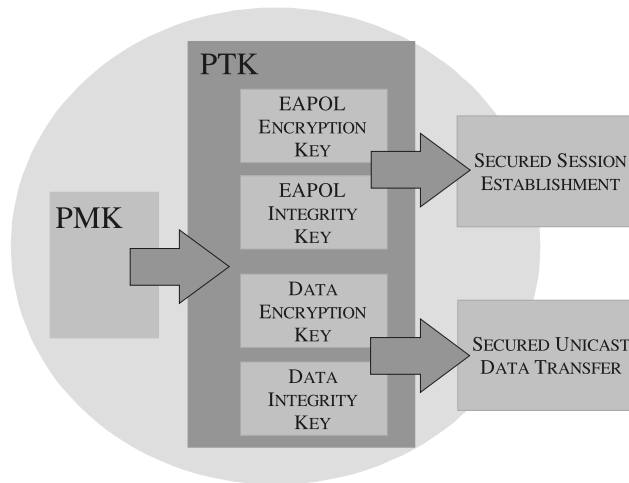 PTK
EAPOL
ENCRYPTION
KEY
SECURED SESSION
ESTABLISHMENT
EAPOL
INTEGRITY
KEY
PMK
DATA
ENCRYPTION
KEY
SECURED UNICAST
DATA TRANSFER
DATA
INTEGRITY
KEY